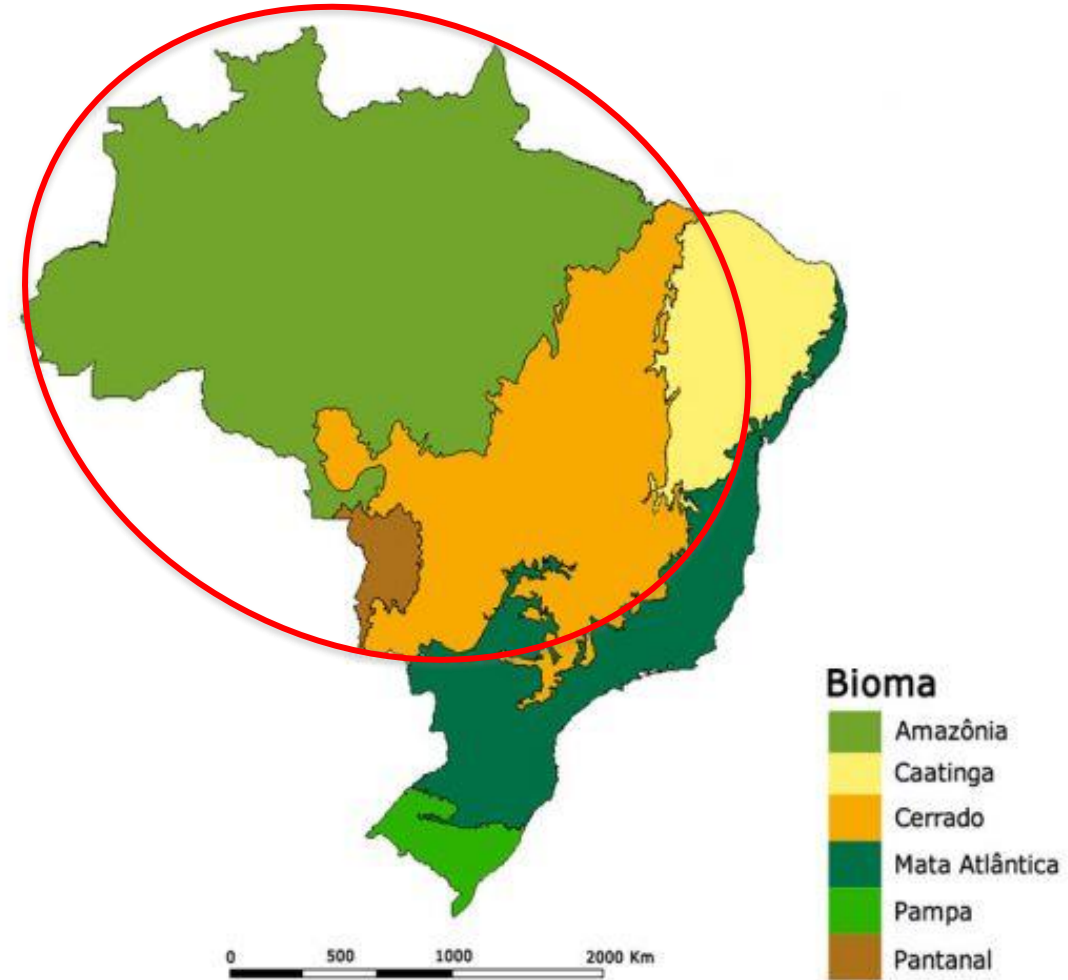 Bioma
Amazônia
Caatinga
Cerrado
Mata Atlântica
Pampa
Pantanal
0 500 1000 2000 Km